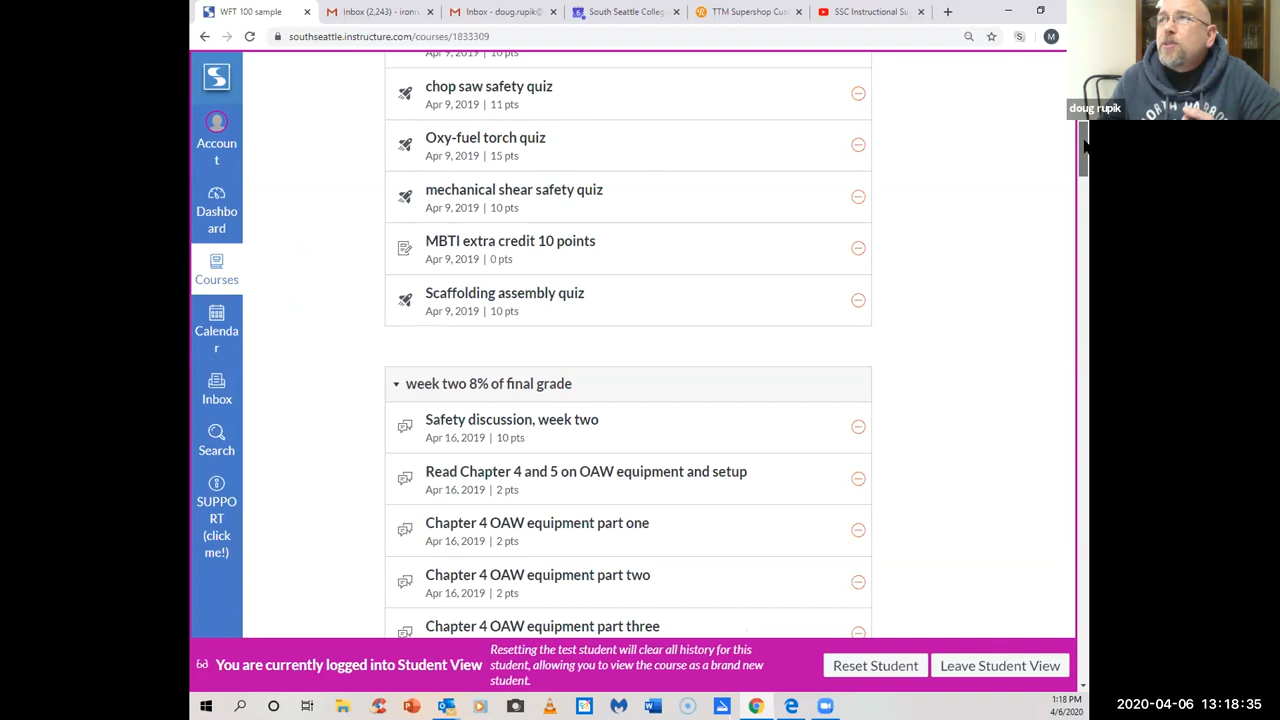 WFT 100 sample
Inbox (2,243) - ironr
Inbox - doug.rupik@
South Seattle Colleg
TTM Supershop Cus
SSC Instructional Su
southseattle.instructure.com/courses/1833309
M
doug rupik
Accoun
t
Dashbo
ard
Courses
Calenda
r
Inbox
Search
SUPPO
RT
(click
me!)
chop saw safety quiz
Apr 9, 2019 | 11 pts
Oxy-fuel torch quiz
Apr 9, 2019 | 15 pts
mechanical shear safety quiz
Apr 9, 2019 | 10 pts
MBTI extra credit 10 points
Apr 9, 2019 | 0 pts
Scaffolding assembly quiz
Apr 9, 2019 | 10 pts
week two 8% of final grade
Safety discussion, week two
Apr 16, 2019 | 10 pts
Read Chapter 4 and 5 on OAW equipment and setup
Apr 16, 2019 | 2 pts
Chapter 4 OAW equipment part one
Apr 16, 2019 | 2 pts
Chapter 4 OAW equipment part two
Apr 16, 2019 | 2 pts
Chapter 4 OAW equipment part three
You are currently logged into Student View
Resetting the test student will clear all history for this
student, allowing you to view the course as a brand new
student.
Reset Student
Leave Student View
1:18 PM
4/6/2020
2020-04-06 13:18:35